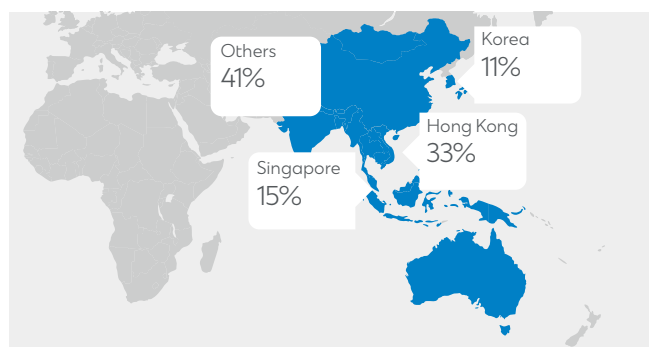 Others
41%
Korea
11%
Hong Kong
33%
Singapore
15%